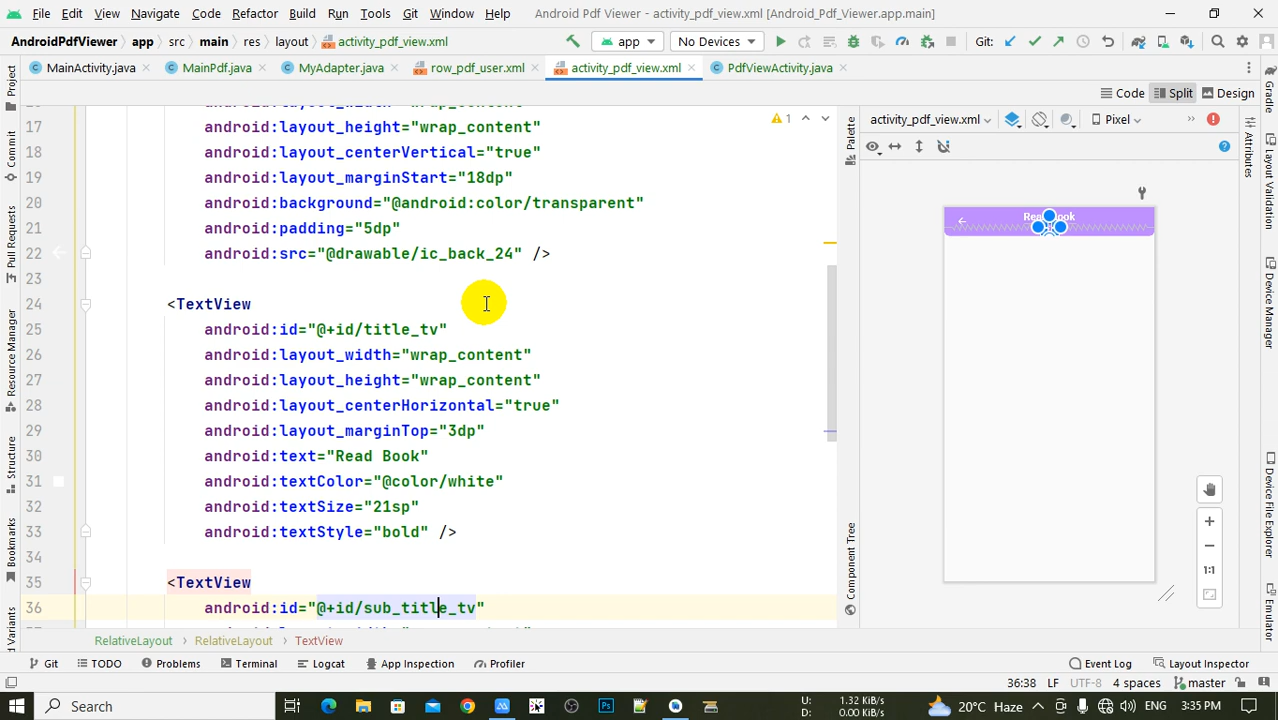 File Edit View Navigate Code Refactor Build Run Tools Git Window Help Android Pdf Viewer - activity_pdf_view.xml [Android_Pdf_Viewer.app.main]
AndroidPdfViewer app src main res layout activity_pdf_view.xml app No Devices Git:
MainActivity.java MainPdf.java MyAdapter.java row_pdf_user.xml activity_pdf_view.xml PdfViewActivity.java
Code Split Design
17 android:layout_height="wrap_content"
18 android:layout_centerVertical="true"
19 android:layout_marginStart="18dp"
20 android:background="@android:color/transparent"
21 android:padding="5dp"
22 android:src="@drawable/ic_back_24" />
23
24 <TextView
25 android:id="@+id/title_tv"
26 android:layout_width="wrap_content"
27 android:layout_height="wrap_content"
28 android:layout_centerHorizontal="true"
29 android:layout_marginTop="3dp"
30 android:text="Read Book"
31 android:textColor="@color/white"
32 android:textSize="21sp"
33 android:textStyle="bold" />
34
35 <TextView
36 android:id="@+id/sub_title_tv"
1
activity_pdf_view.xml Pixel
Project
Commit
Pull Requests
Resource Manager
Structure
Bookmarks
Palette
Component Tree
1:1
Attributes
Gradle
Layout Validation
Device Manager
Device File Explorer
Emulator
RelativeLayout RelativeLayout TextView
Git TODO Problems Terminal Logcat App Inspection Profiler Event Log Layout Inspector
36:38 LF UTF-8 4 spaces master
Search U: 1.32 KiB/s 20°C Haze ENG 3:35 PM
D: 0.00 KiB/s